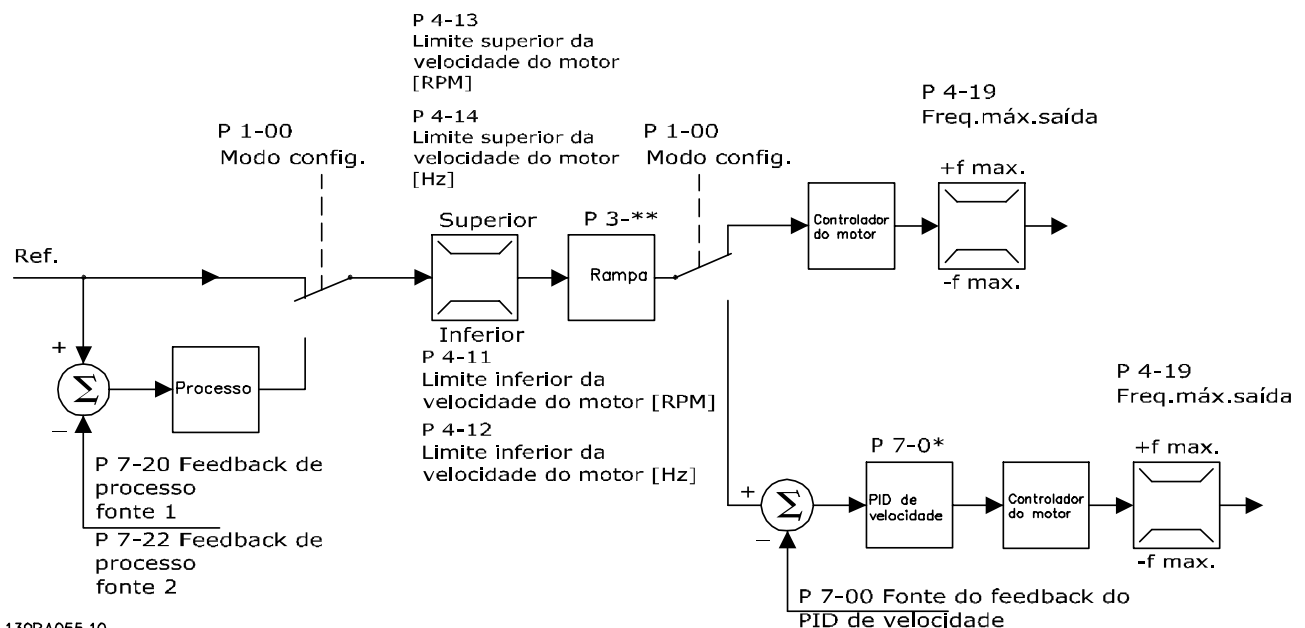 P 4-13
Limite superior da
velocidade do motor
[RPM]
P 4-14
Limite superior da
velocidade do motor
[Hz]
P 1-00
Modo config.
P 1-00
Modo config.
P 4-19
Freq.máx.saída
+f max.
-f max.
Controlador
do motor
P 3-**
Rampa
Superior
Inferior
Ref.
+
Σ
−
Processo
P 4-11
Limite inferior da
velocidade do motor [RPM]
P 4-12
Limite inferior da
velocidade do motor [Hz]
P 7-20 Feedback de
processo
fonte 1
P 7-22 Feedback de
processo
fonte 2
P 7-0*
+
Σ
−
PID de
velocidade
Controlador
do motor
P 4-19
Freq.máx.saída
+f max.
-f max.
P 7-00 Fonte do feedback do
PID de velocidade
130BA055.10